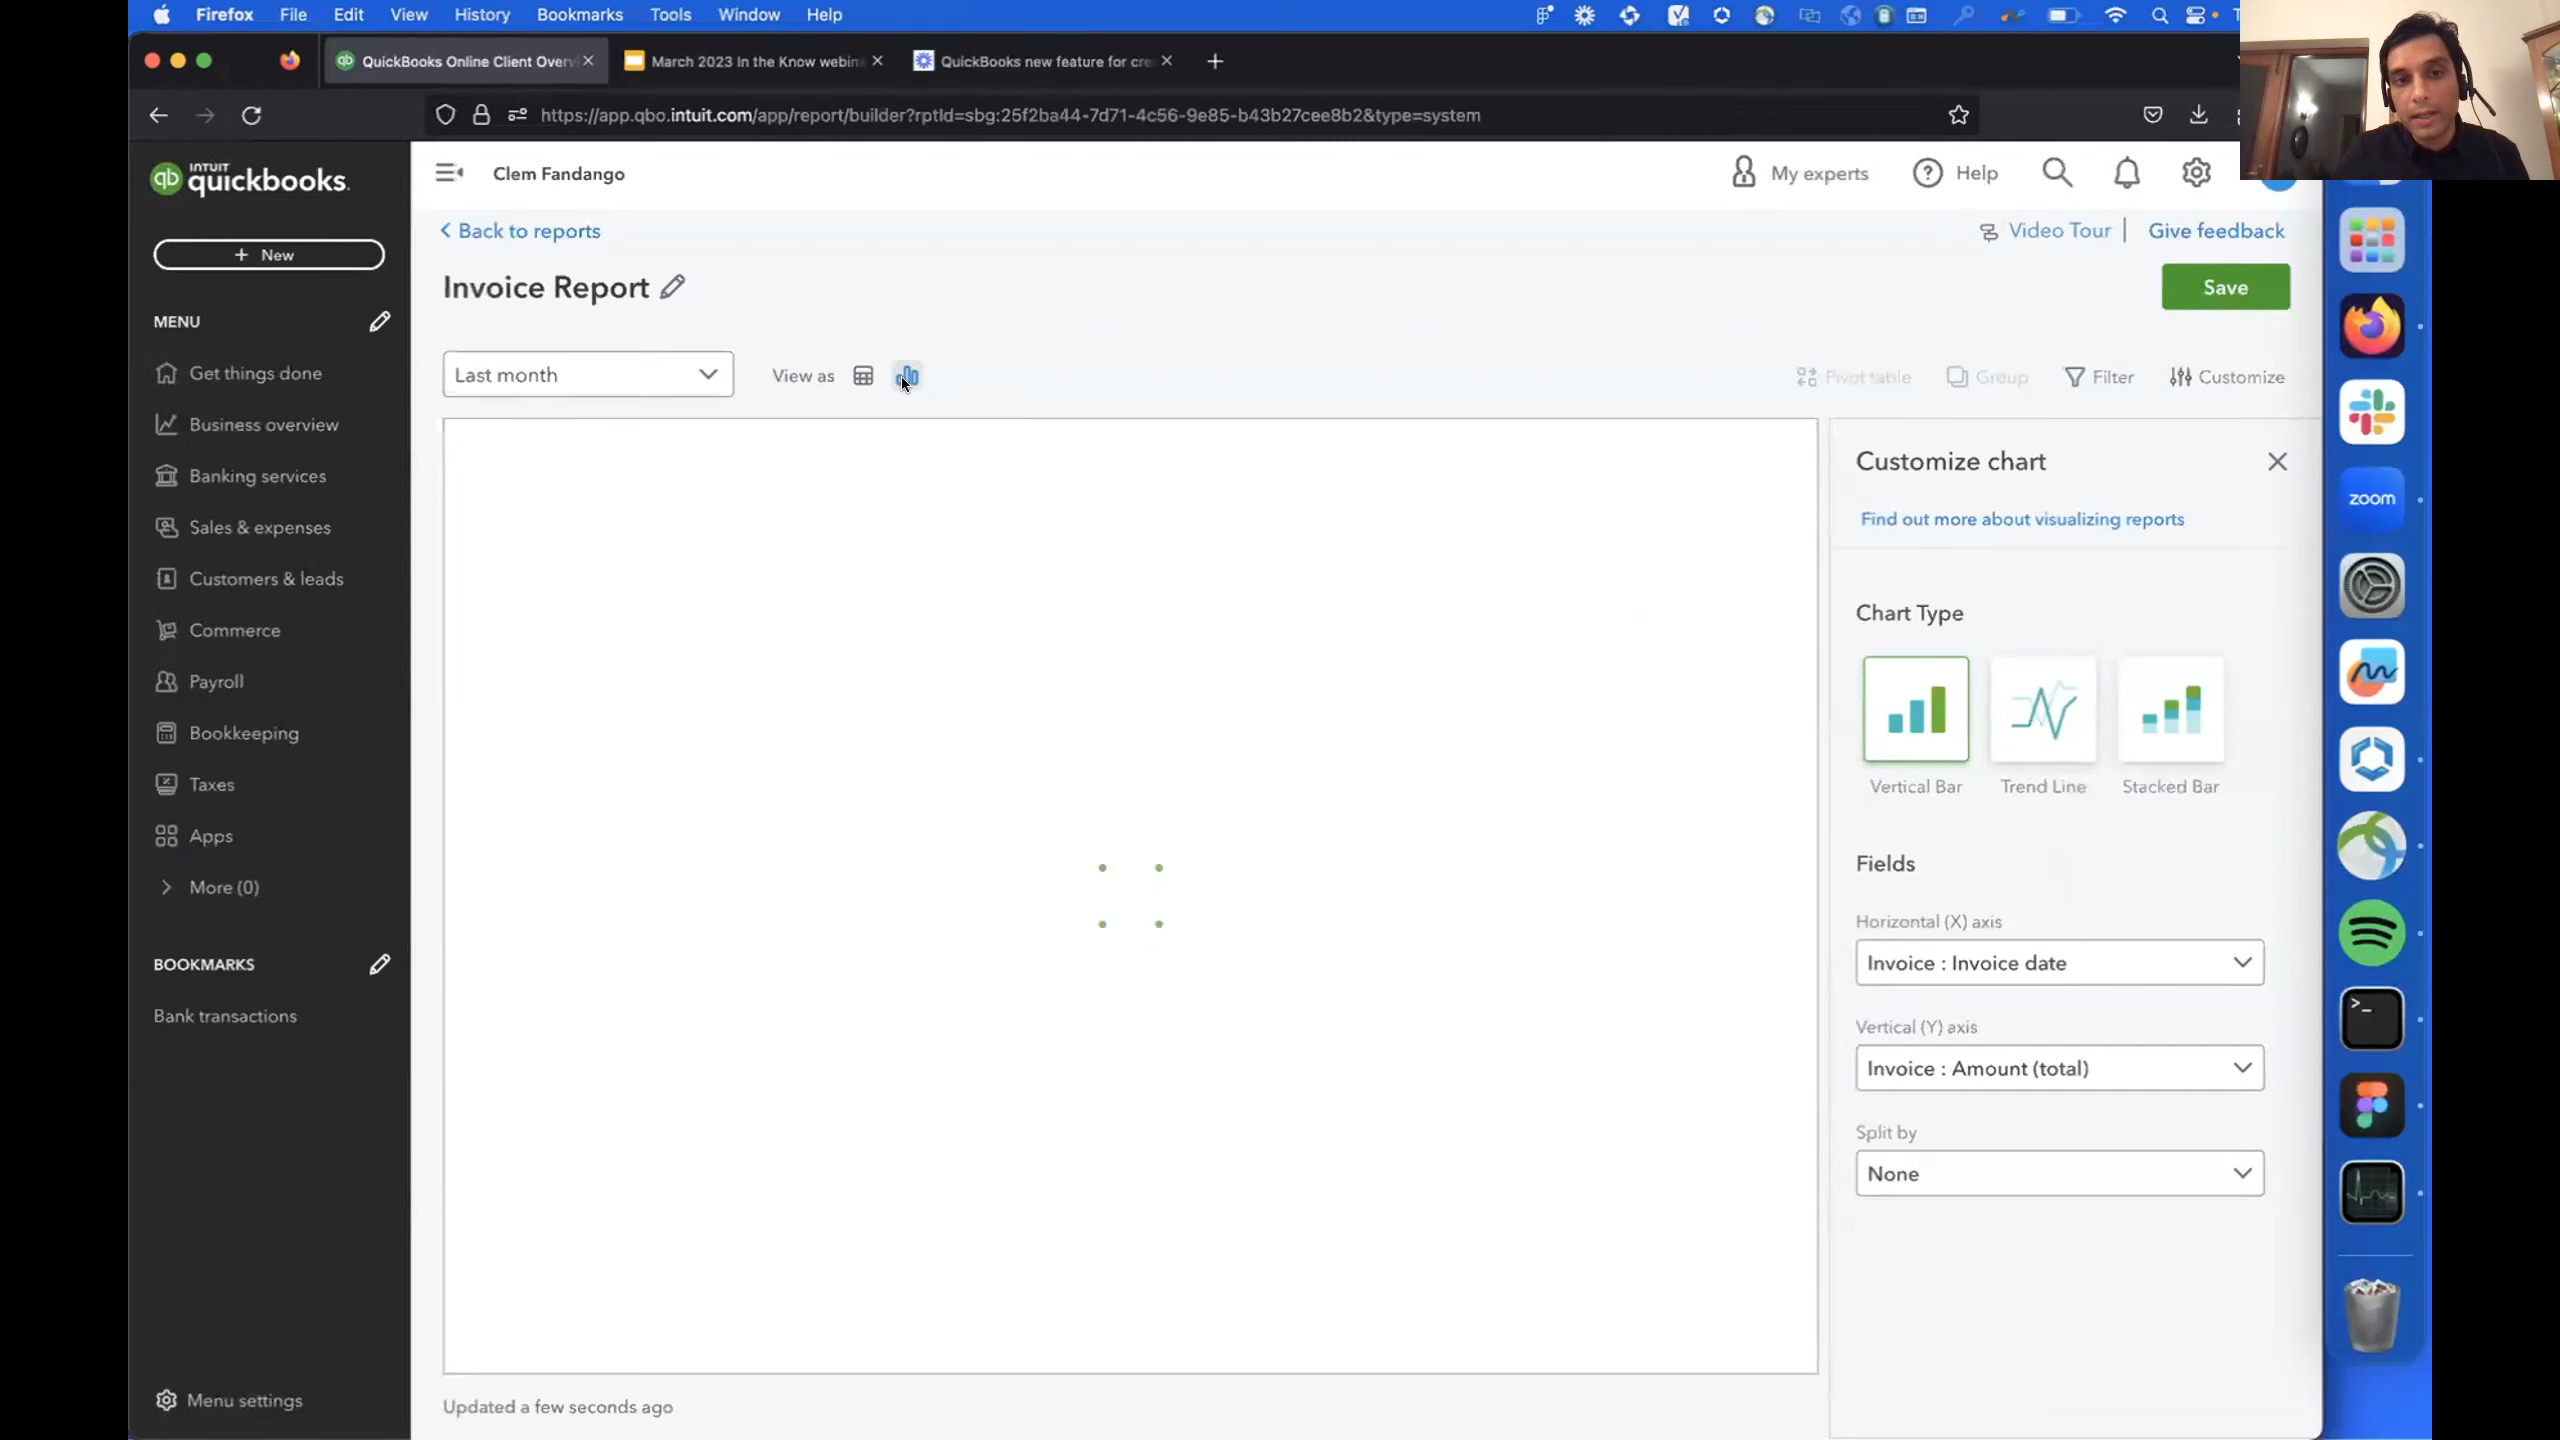 Firefox File Edit View History Bookmarks Tools Window Help
QuickBooks Online Client Overv
March 2023 In the Know webin
QuickBooks new feature for cre
https://app.qbo.intuit.com/app/report/builder?rptId=sbg:25f2ba44-7d71-4c56-9e85-b43b27cee8b2&type=system
INTUIT
quickbooks.
Clem Fandango
My experts
Help
+ New
Back to reports
Video Tour
Give feedback
Invoice Report
Save
MENU
Get things done
Business overview
Banking services
Sales & expenses
Customers & leads
Commerce
Payroll
Bookkeeping
Taxes
Apps
More (0)
BOOKMARKS
Bank transactions
Menu settings
Last month
View as
Pivot table
Group
Filter
Customize
Customize chart
Find out more about visualizing reports
Chart Type
Vertical Bar
Trend Line
Stacked Bar
Fields
Horizontal (X) axis
Invoice : Invoice date
Vertical (Y) axis
Invoice : Amount (total)
Split by
None
Updated a few seconds ago
zoom